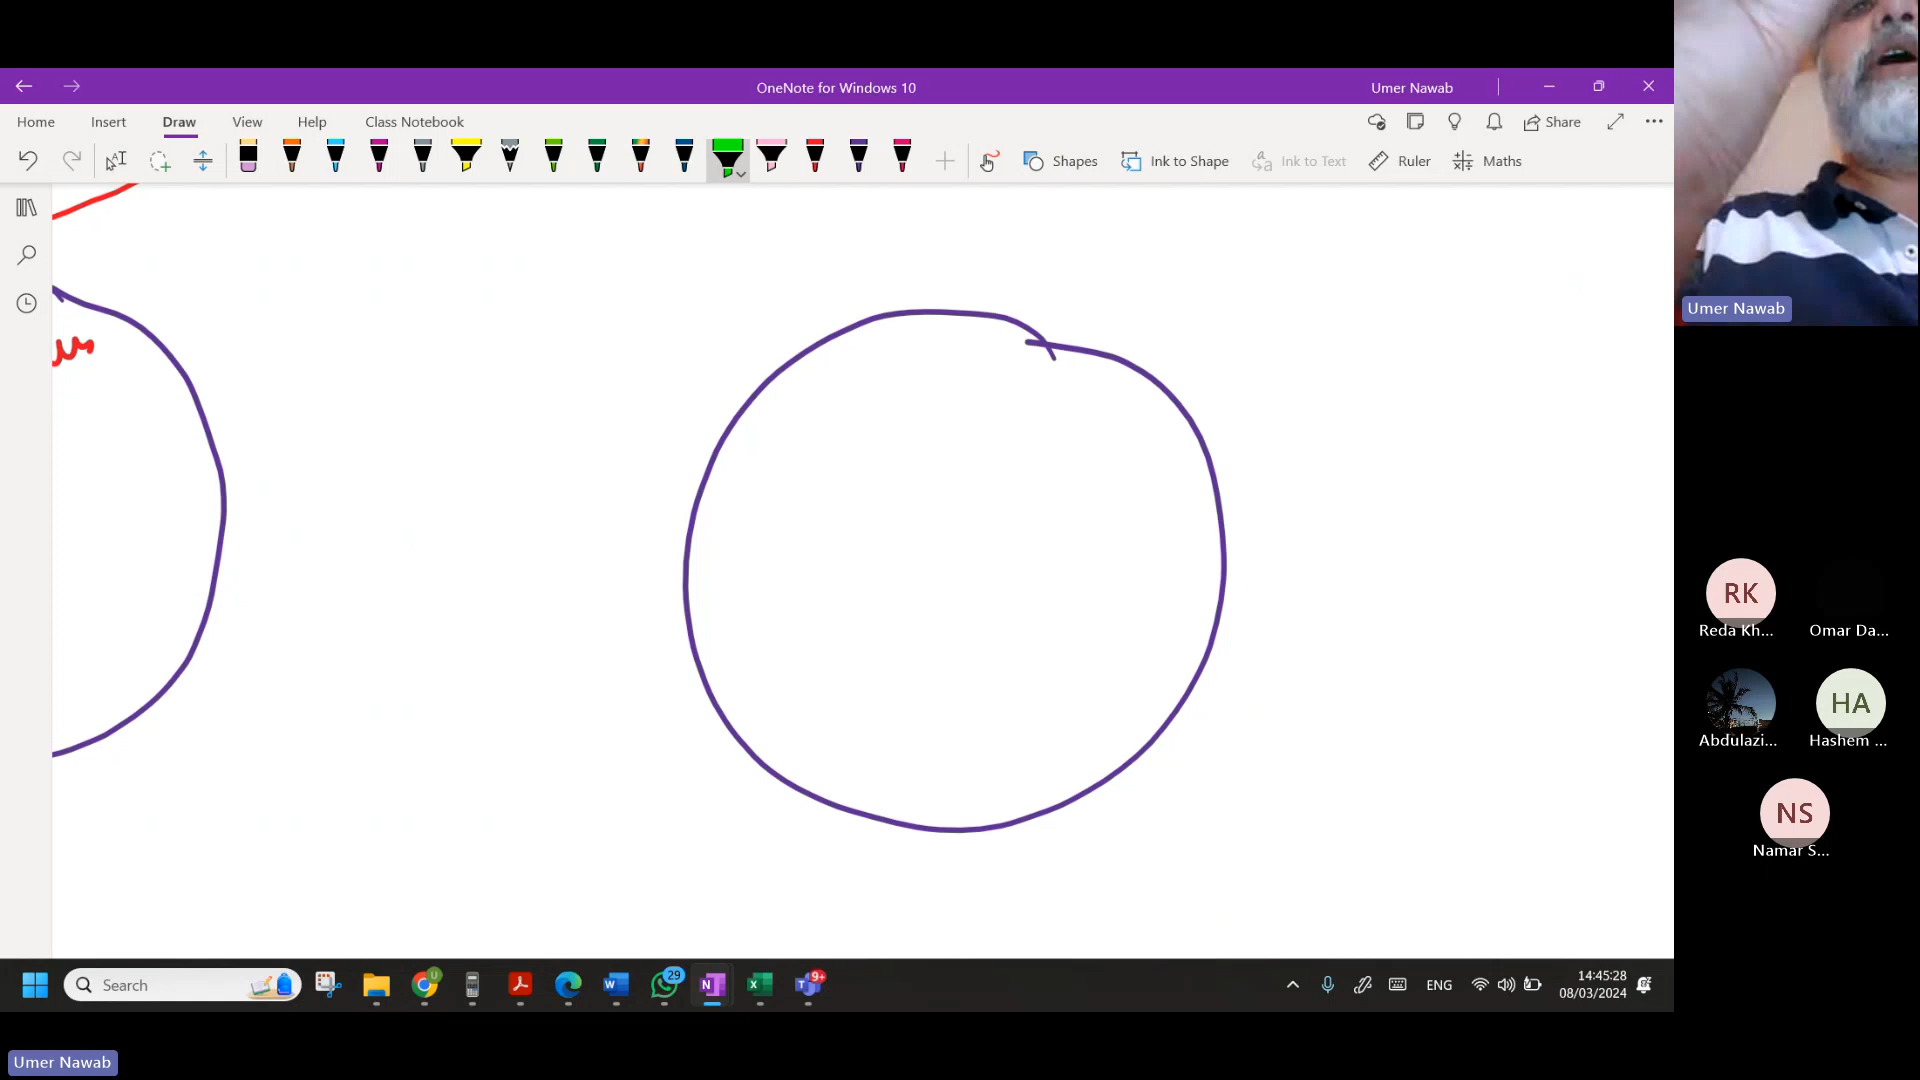 OneNote for Windows 10
Umer Nawab
Home Insert Draw View Help Class Notebook
Share
Shapes Ink to Shape Ink to Text Ruler Maths
Umer Nawab
RK
Reda Kh...
Omar Da...
Abdulazi...
HA
Hashem ...
NS
Namar S...
Search
U
29
9+
ENG
14:45:28
08/03/2024
Umer Nawab